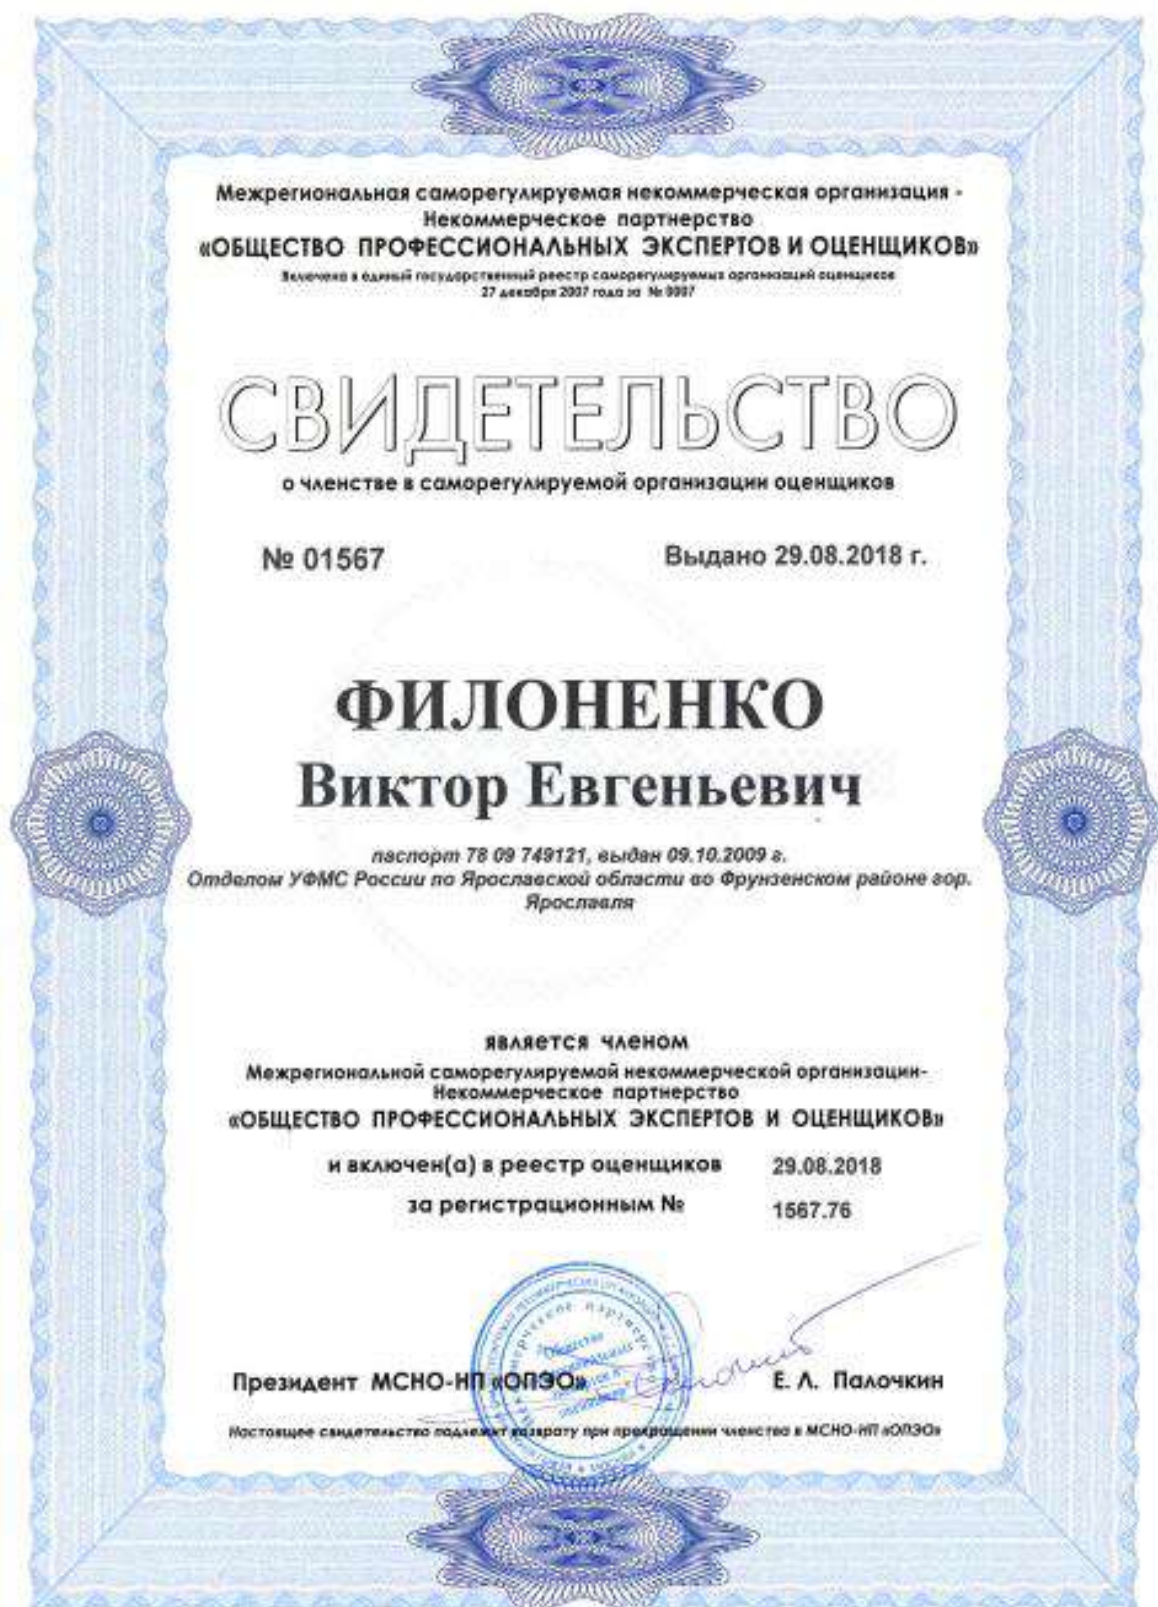 Межрегиональная саморегулируемая некоммерческая организация -
Некоммерческое партнерство
«ОБЩЕСТВО ПРОФЕССИОНАЛЬНЫХ ЭКСПЕРТОВ И ОЦЕНЩИКОВ»
Включена в единый государственный реестр саморегулируемых организаций оценщиков
27 декабря 2007 года за № 0007
СВИДЕТЕЛЬСТВО
о членстве в саморегулируемой организации оценщиков
№ 01567 Выдано 29.08.2018 г.
ФИЛОНЕНКО
Виктор Евгеньевич
паспорт 78 09 749121, выдан 09.10.2009 г.
Отделом УФМС России по Ярославской области во Фрунзенском районе гор.
Ярославля
является членом
Межрегиональной саморегулируемой некоммерческой организации-
Некоммерческое партнерство
«ОБЩЕСТВО ПРОФЕССИОНАЛЬНЫХ ЭКСПЕРТОВ И ОЦЕНЩИКОВ»
и включен(а) в реестр оценщиков 29.08.2018
за регистрационным № 1567.76
Президент МСНО-НП «ОПЭО» Е. Л. Палочкин
Настоящее свидетельство подлежит возврату при прекращении членства в МСНО-НП «ОПЭО»